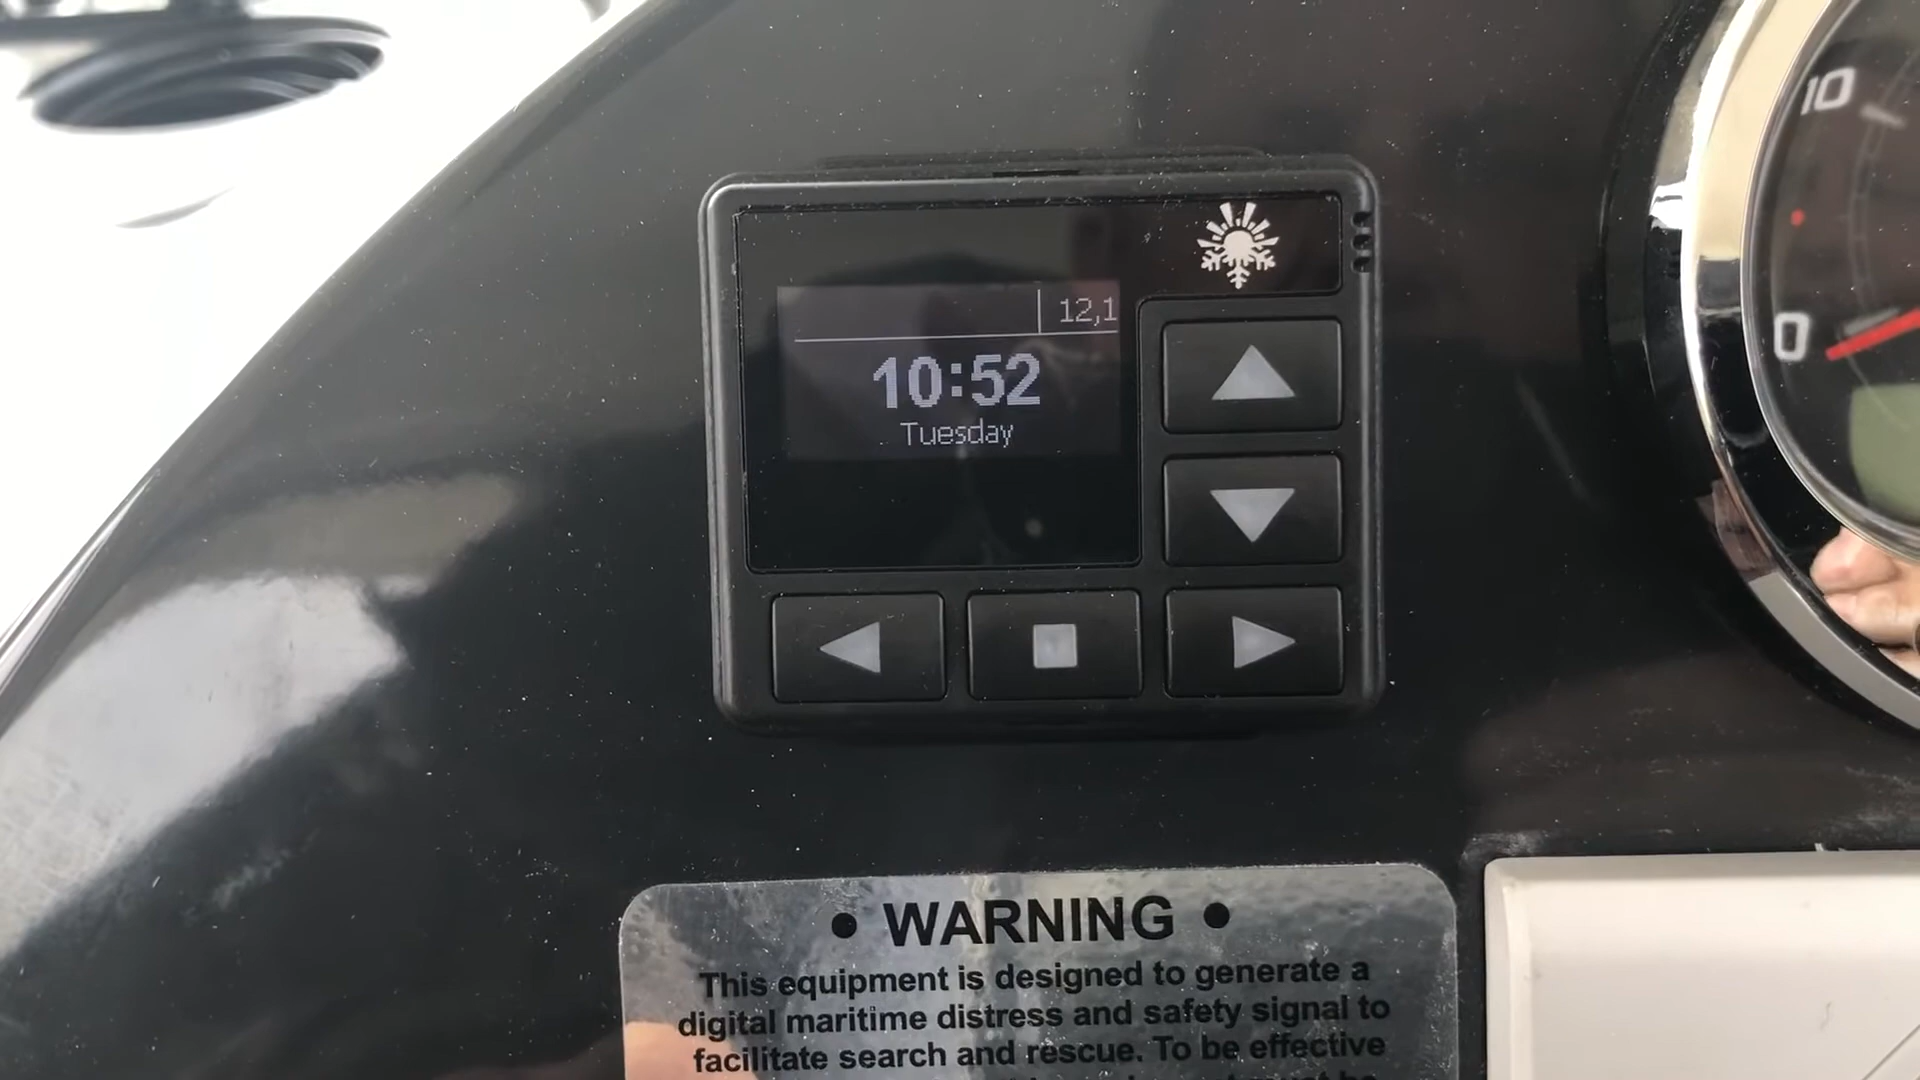 12,1
10:52
Tuesday
10
0
• WARNING •
This equipment is designed to generate a
digital maritime distress and safety signal to
facilitate search and rescue. To be effective